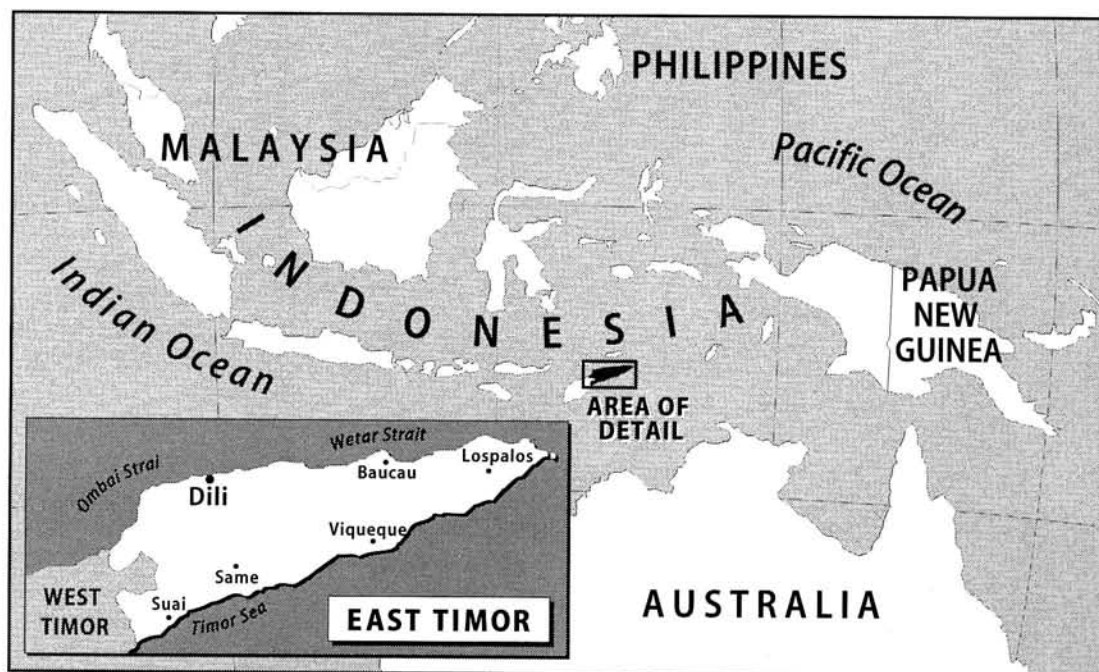 PHILIPPINES
MALAYSIA
Pacific Ocean
INDONESIA
Indian Ocean
PAPUA
NEW
GUINEA
AREA OF
DETAIL
AUSTRALIA
Ombai Strai
Wetar Strait
Lospalos
Baucau
Dili
Viqueque
Same
Suai
WEST
TIMOR
Timor Sea
EAST TIMOR